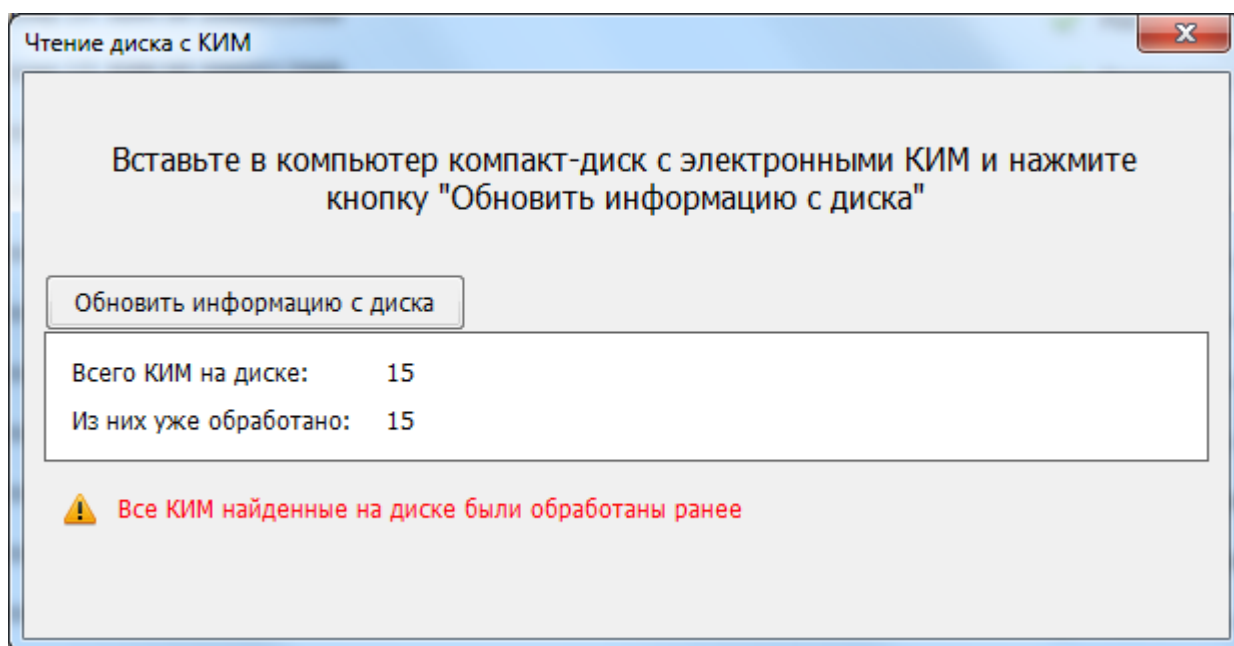 Чтение диска с КИМ
Вставьте в компьютер компакт-диск с электронными КИМ и нажмите
кнопку "Обновить информацию с диска"
Обновить информацию с диска
Всего КИМ на диске: 15
Из них уже обработано: 15
Все КИМ найденные на диске были обработаны ранее